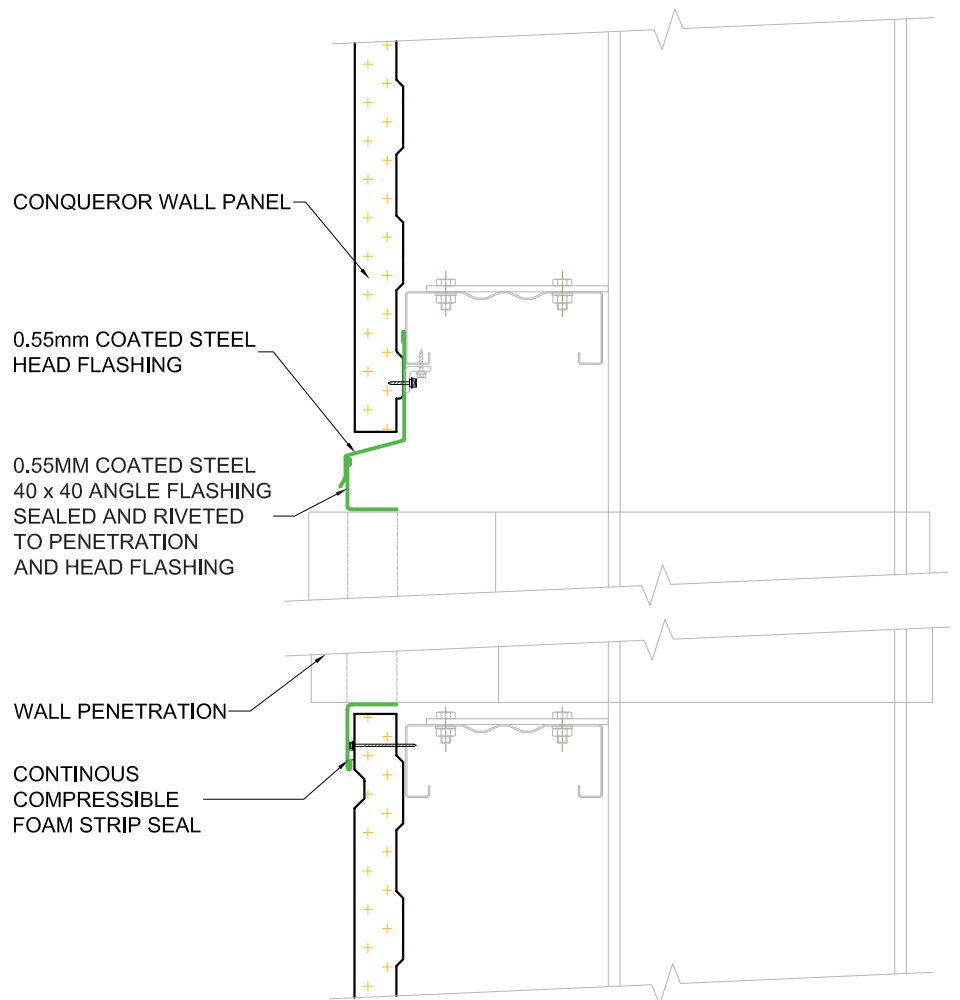 CONQUEROR WALL PANEL
0.55mm COATED STEEL
HEAD FLASHING
0.55MM COATED STEEL
40 x 40 ANGLE FLASHING
SEALED AND RIVETED
TO PENETRATION
AND HEAD FLASHING
WALL PENETRATION
CONTINOUS
COMPRESSIBLE
FOAM STRIP SEAL